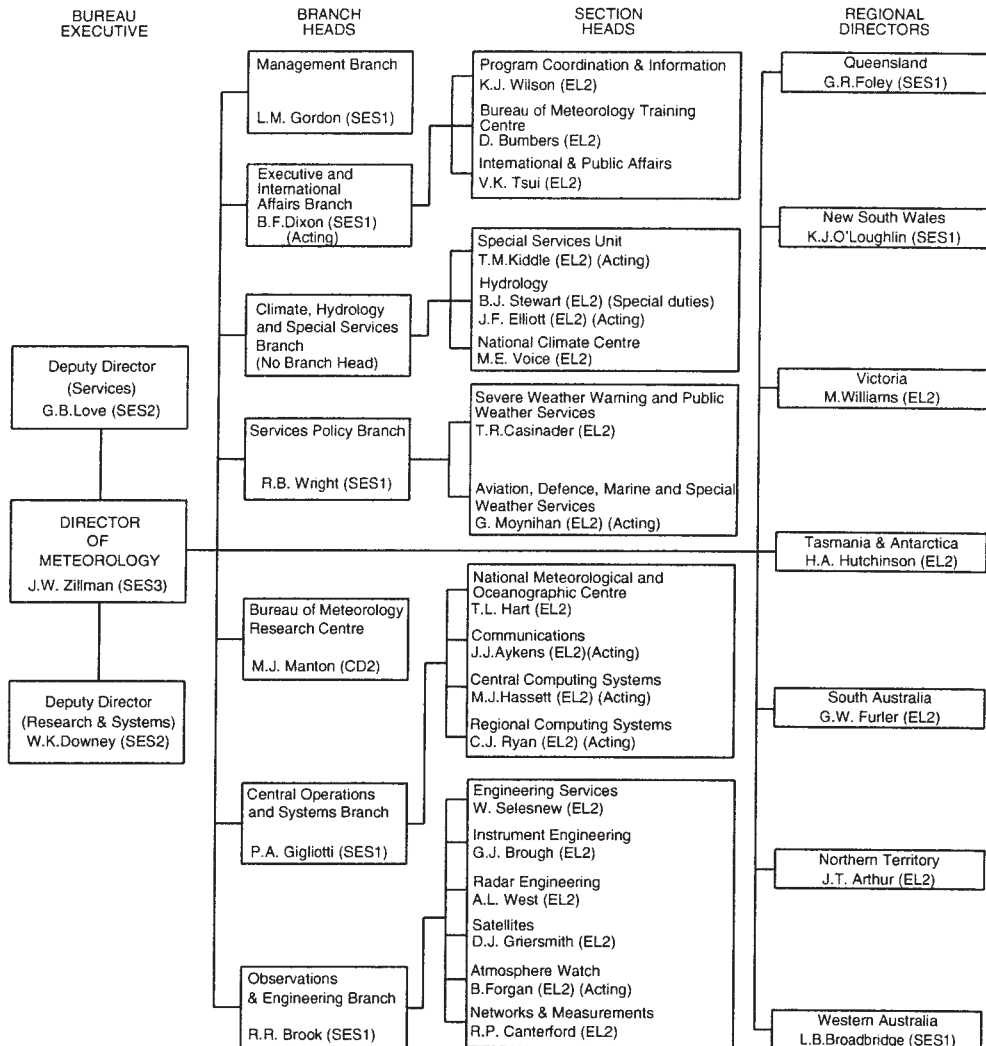 BUREAU
EXECUTIVE
BRANCH
HEADS
SECTION
HEADS
REGIONAL
DIRECTORS
Deputy Director
(Services)
G.B.Love (SES2)
DIRECTOR
OF
METEOROLOGY
J.W. Zillman (SES3)
Deputy Director
(Research & Systems)
W.K.Downey (SES2)
Management Branch
L.M. Gordon (SES1)
Executive and
International
Affairs Branch
B.F.Dixon (SES1)
(Acting)
Climate, Hydrology
and Special Services
Branch
(No Branch Head)
Services Policy Branch
R.B. Wright (SES1)
Bureau of Meteorology
Research Centre
M.J. Manton (CD2)
Central Operations
and Systems Branch
P.A. Gigliotti (SES1)
Observations
& Engineering Branch
R.R. Brook (SES1)
Program Coordination & Information
K.J. Wilson (EL2)
Bureau of Meteorology Training
Centre
D. Bumbers (EL2)
International & Public Affairs
V.K. Tsui (EL2)
Special Services Unit
T.M.Kiddle (EL2) (Acting)
Hydrology
B.J. Stewart (EL2) (Special duties)
J.F. Elliott (EL2) (Acting)
National Climate Centre
M.E. Voice (EL2)
Severe Weather Warning and Public
Weather Services
T.R.Casinader (EL2)
Aviation, Defence, Marine and Special
Weather Services
G. Moynihan (EL2) (Acting)
National Meteorological and
Oceanographic Centre
T.L. Hart (EL2)
Communications
J.J.Aykens (EL2)(Acting)
Central Computing Systems
M.J.Hassett (EL2) (Acting)
Regional Computing Systems
C.J. Ryan (EL2) (Acting)
Engineering Services
W. Selesnew (EL2)
Instrument Engineering
G.J. Brough (EL2)
Radar Engineering
A.L. West (EL2)
Satellites
D.J. Griersmith (EL2)
Atmosphere Watch
B.Forgan (EL2) (Acting)
Networks & Measurements
R.P. Canterford (EL2)
Queensland
G.R.Foley (SES1)
New South Wales
K.J.O'Loughlin (SES1)
Victoria
M.Williams (EL2)
Tasmania & Antarctica
H.A. Hutchinson (EL2)
South Australia
G.W. Furler (EL2)
Northern Territory
J.T. Arthur (EL2)
Western Australia
L.B.Broadbridge (SES1)